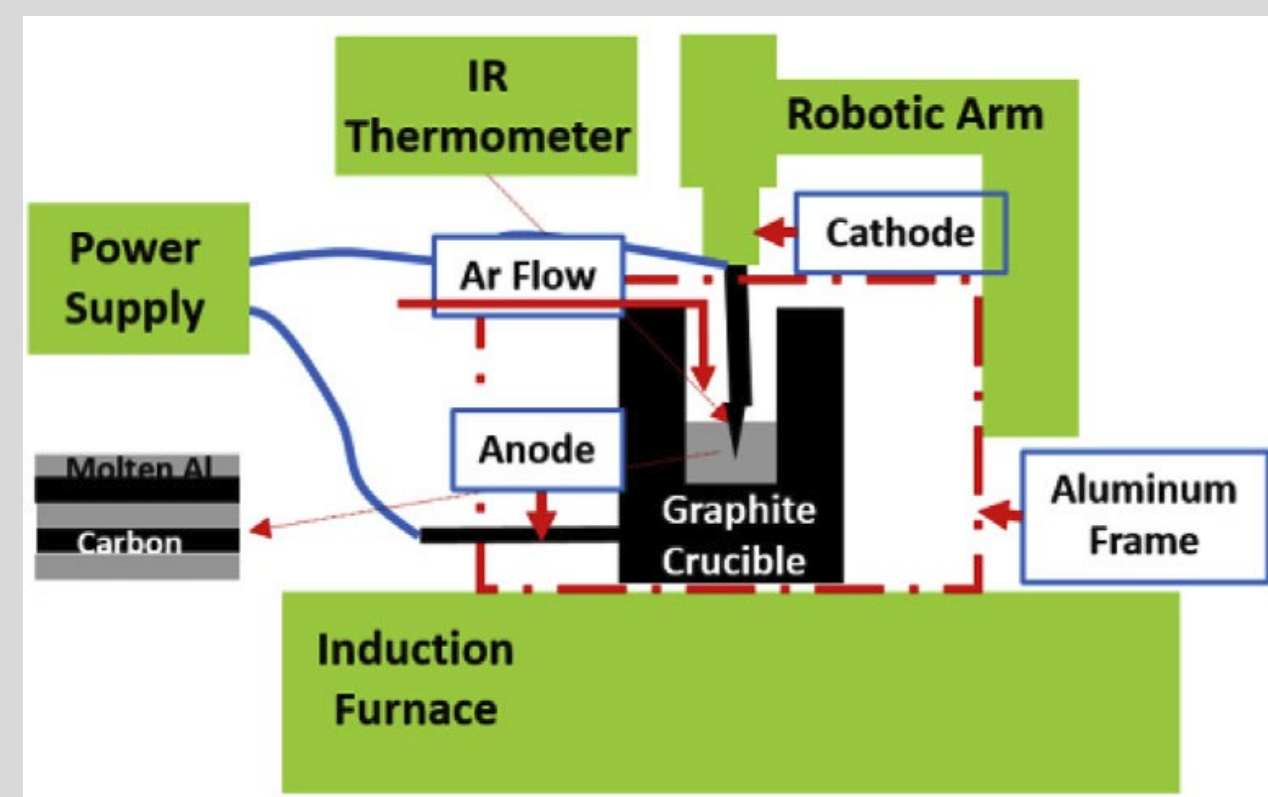 IR
Thermometer
Robotic Arm
Power
Supply
Cathode
Ar Flow
Anode
Molten Al
Carbon
Graphite
Crucible
Aluminum
Frame
Induction
Furnace